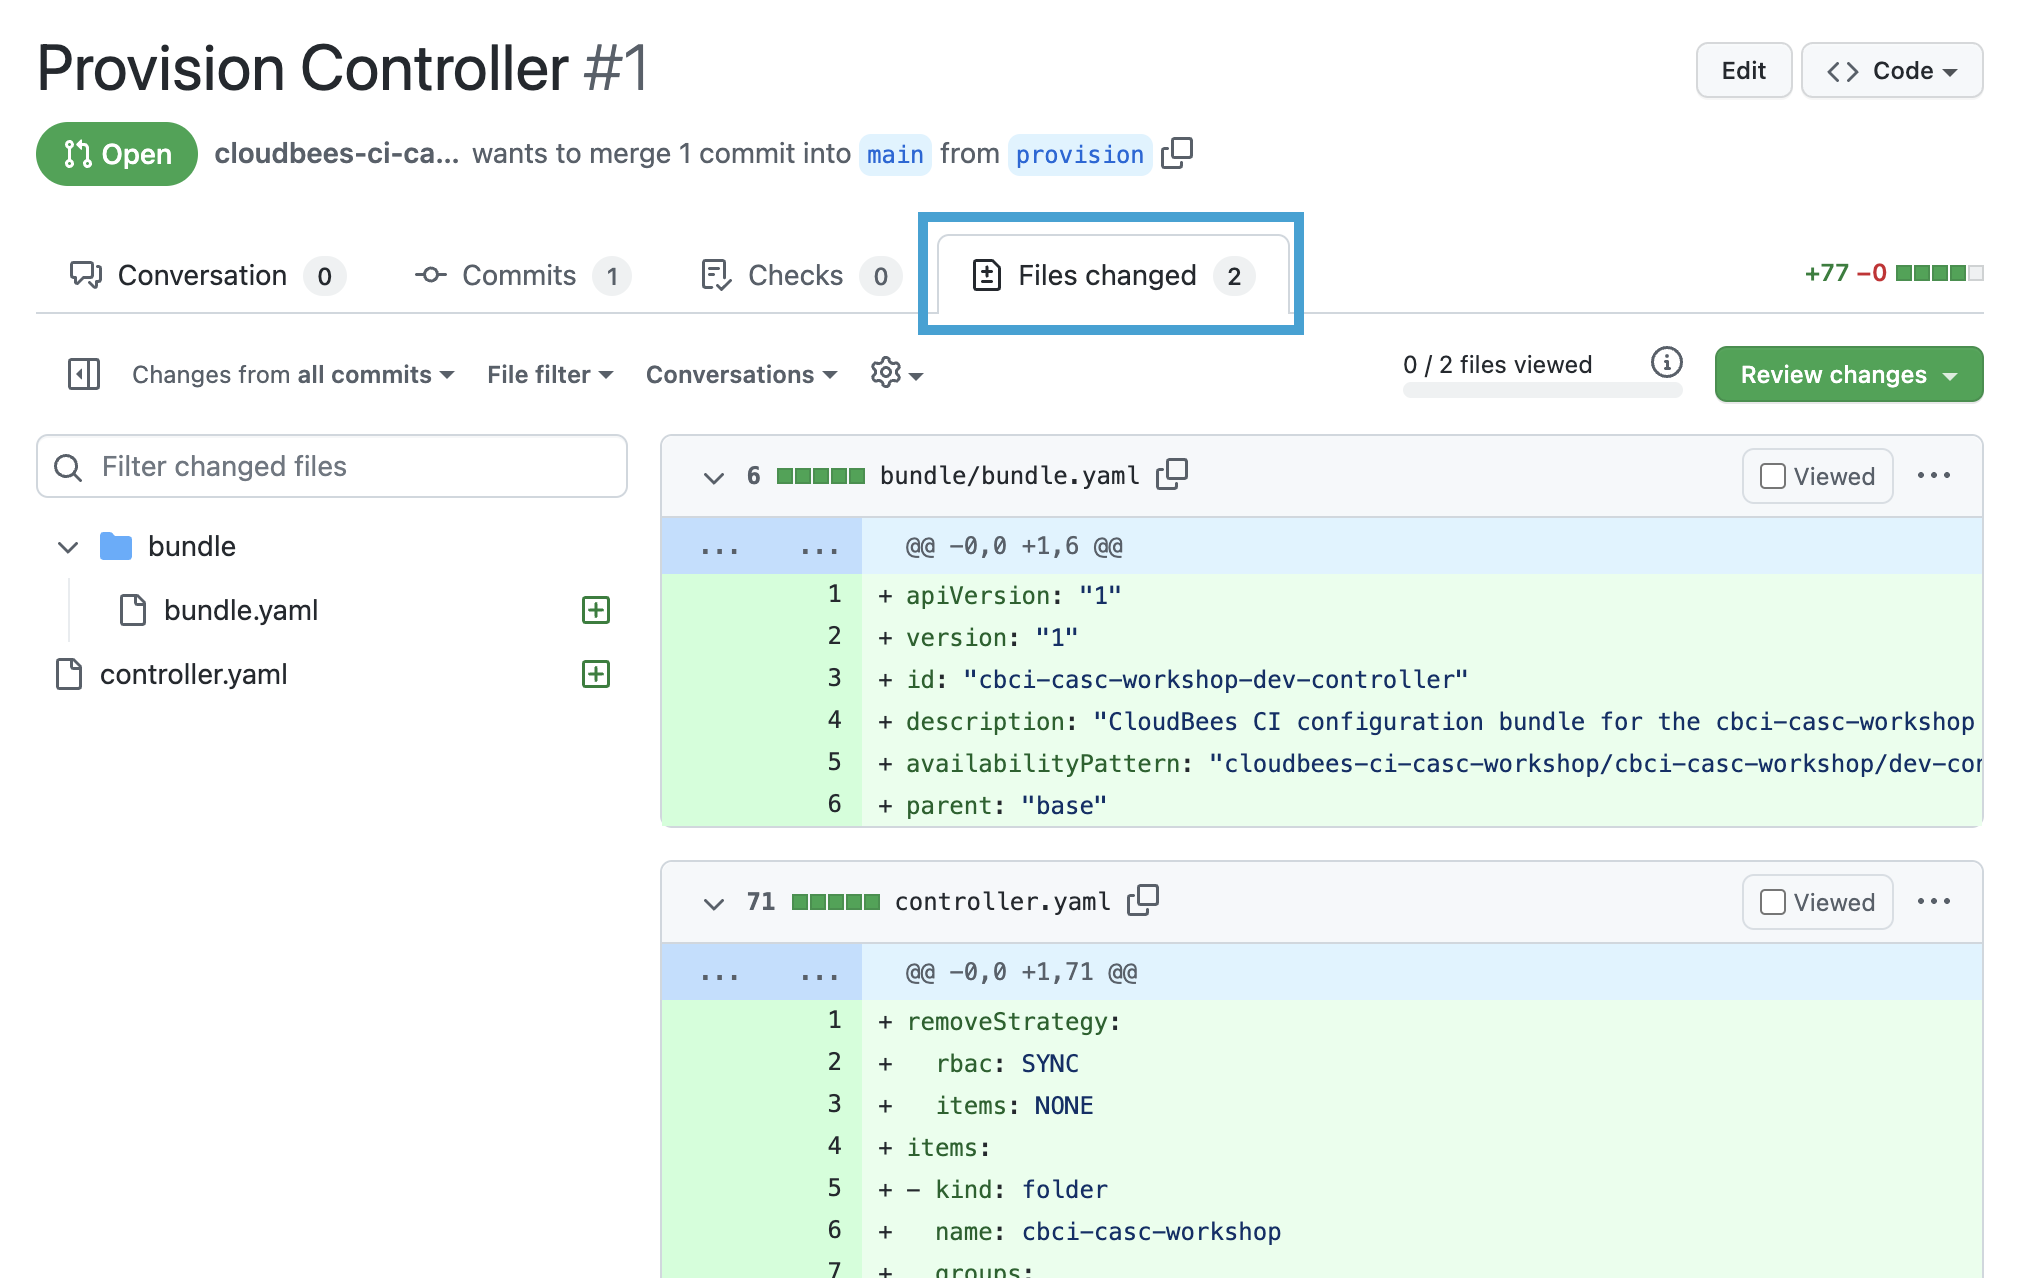 Provision Controller #1
Edit
Code
Open
cloudbees-ci-ca... wants to merge 1 commit into main from provision
Conversation 0
Commits 1
Checks 0
Files changed 2
+77 −0
Changes from all commits
File filter
Conversations
0 / 2 files viewed
Review changes
Filter changed files
bundle
bundle.yaml
controller.yaml
6 bundle/bundle.yaml
Viewed
... ... @@ -0,0 +1,6 @@
1 + apiVersion: "1"
2 + version: "1"
3 + id: "cbci-casc-workshop-dev-controller"
4 + description: "CloudBees CI configuration bundle for the cbci-casc-workshop
5 + availabilityPattern: "cloudbees-ci-casc-workshop/cbci-casc-workshop/dev-con
6 + parent: "base"
71 controller.yaml
Viewed
... ... @@ -0,0 +1,71 @@
1 + removeStrategy:
2 +   rbac: SYNC
3 +   items: NONE
4 + items:
5 + - kind: folder
6 +   name: cbci-casc-workshop
7 +   groups: